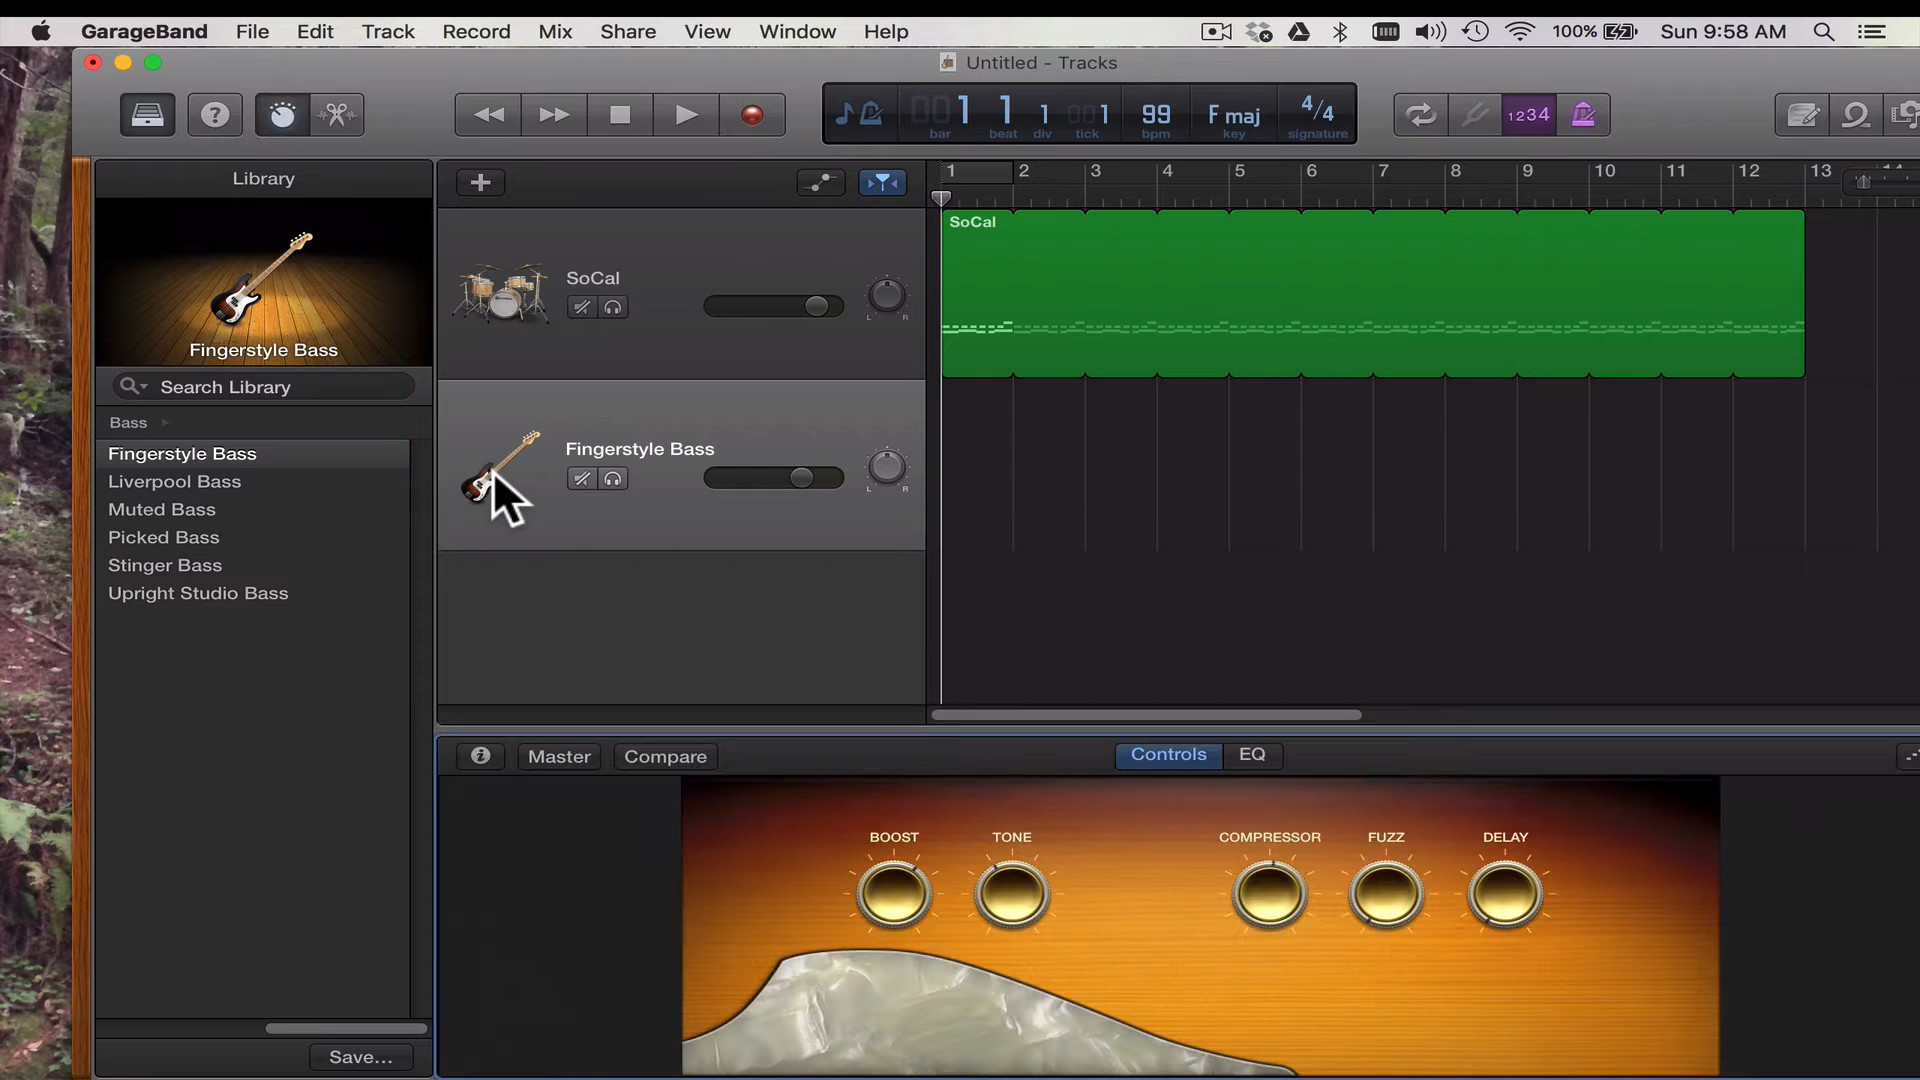 GarageBand File Edit Track Record Mix Share View Window Help 100% Sun 9:58 AM
Untitled - Tracks
1 1 1 1 99 F maj 4/4
bar beat div tick bpm key signature
1234
Library
1 2 3 4 5 6 7 8 9 10 11 12 13
SoCal
SoCal
L R
Fingerstyle Bass
Search Library
Bass
Fingerstyle Bass
Fingerstyle Bass
L R
Liverpool Bass
Muted Bass
Picked Bass
Stinger Bass
Upright Studio Bass
Master Compare Controls EQ
BOOST TONE COMPRESSOR FUZZ DELAY
Save...